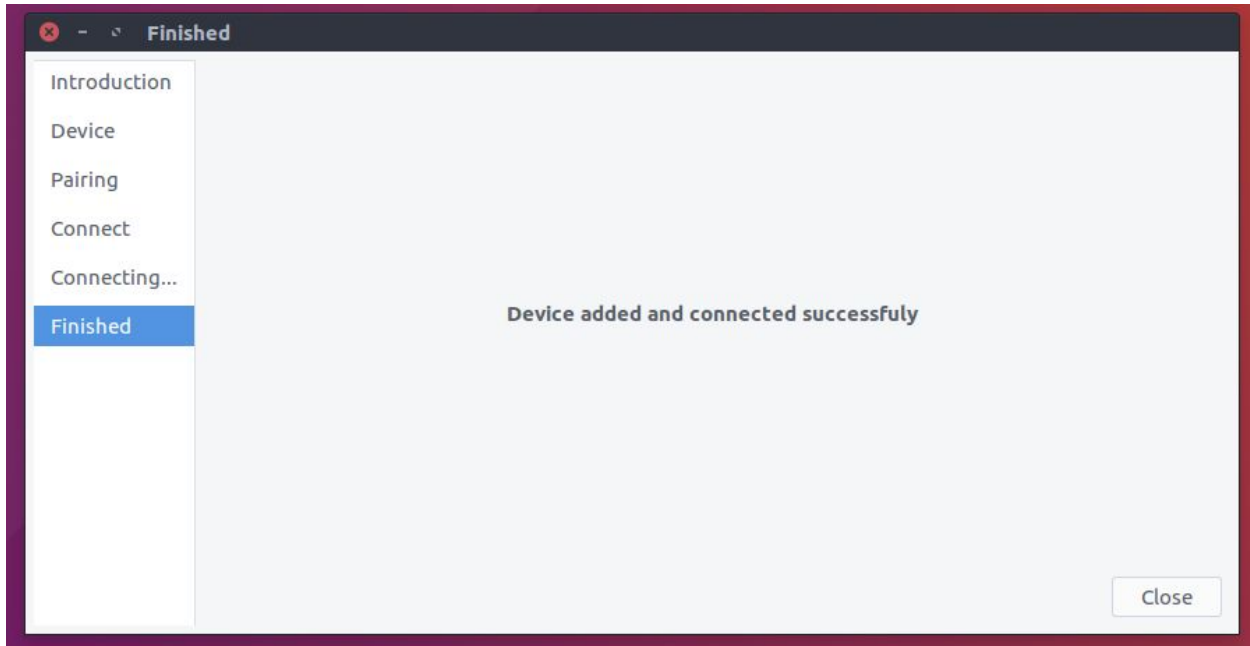 Finished
Introduction
Device
Pairing
Connect
Connecting...
Finished
Device added and connected successfuly
Close